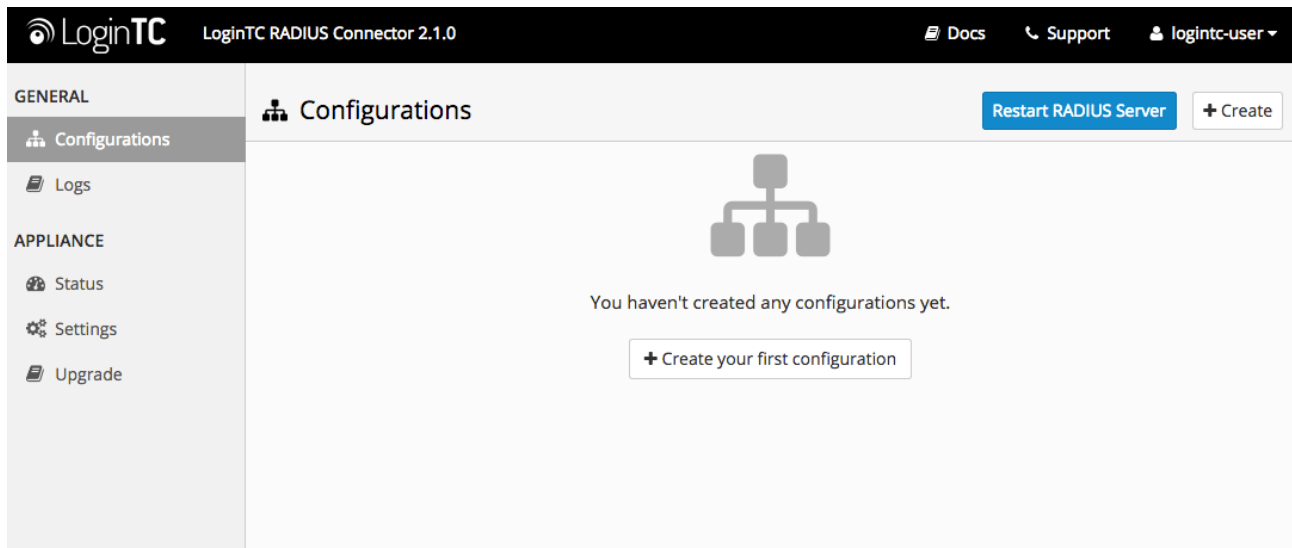 LoginTC LoginTC RADIUS Connector 2.1.0 Docs Support logintc-user
GENERAL
Configurations
Logs
APPLIANCE
Status
Settings
Upgrade
Configurations
Restart RADIUS Server
+ Create
You haven't created any configurations yet.
+ Create your first configuration